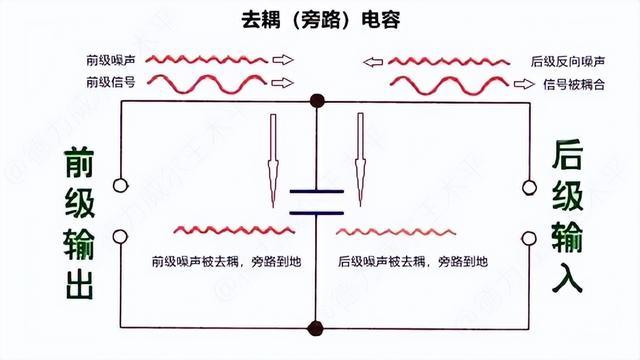 去耦（旁路）电容
前级噪声
前级信号
后级反向噪声
信号被耦合
前级输出
后级输入
前级噪声被去耦，旁路到地
后级噪声被去耦，旁路到地